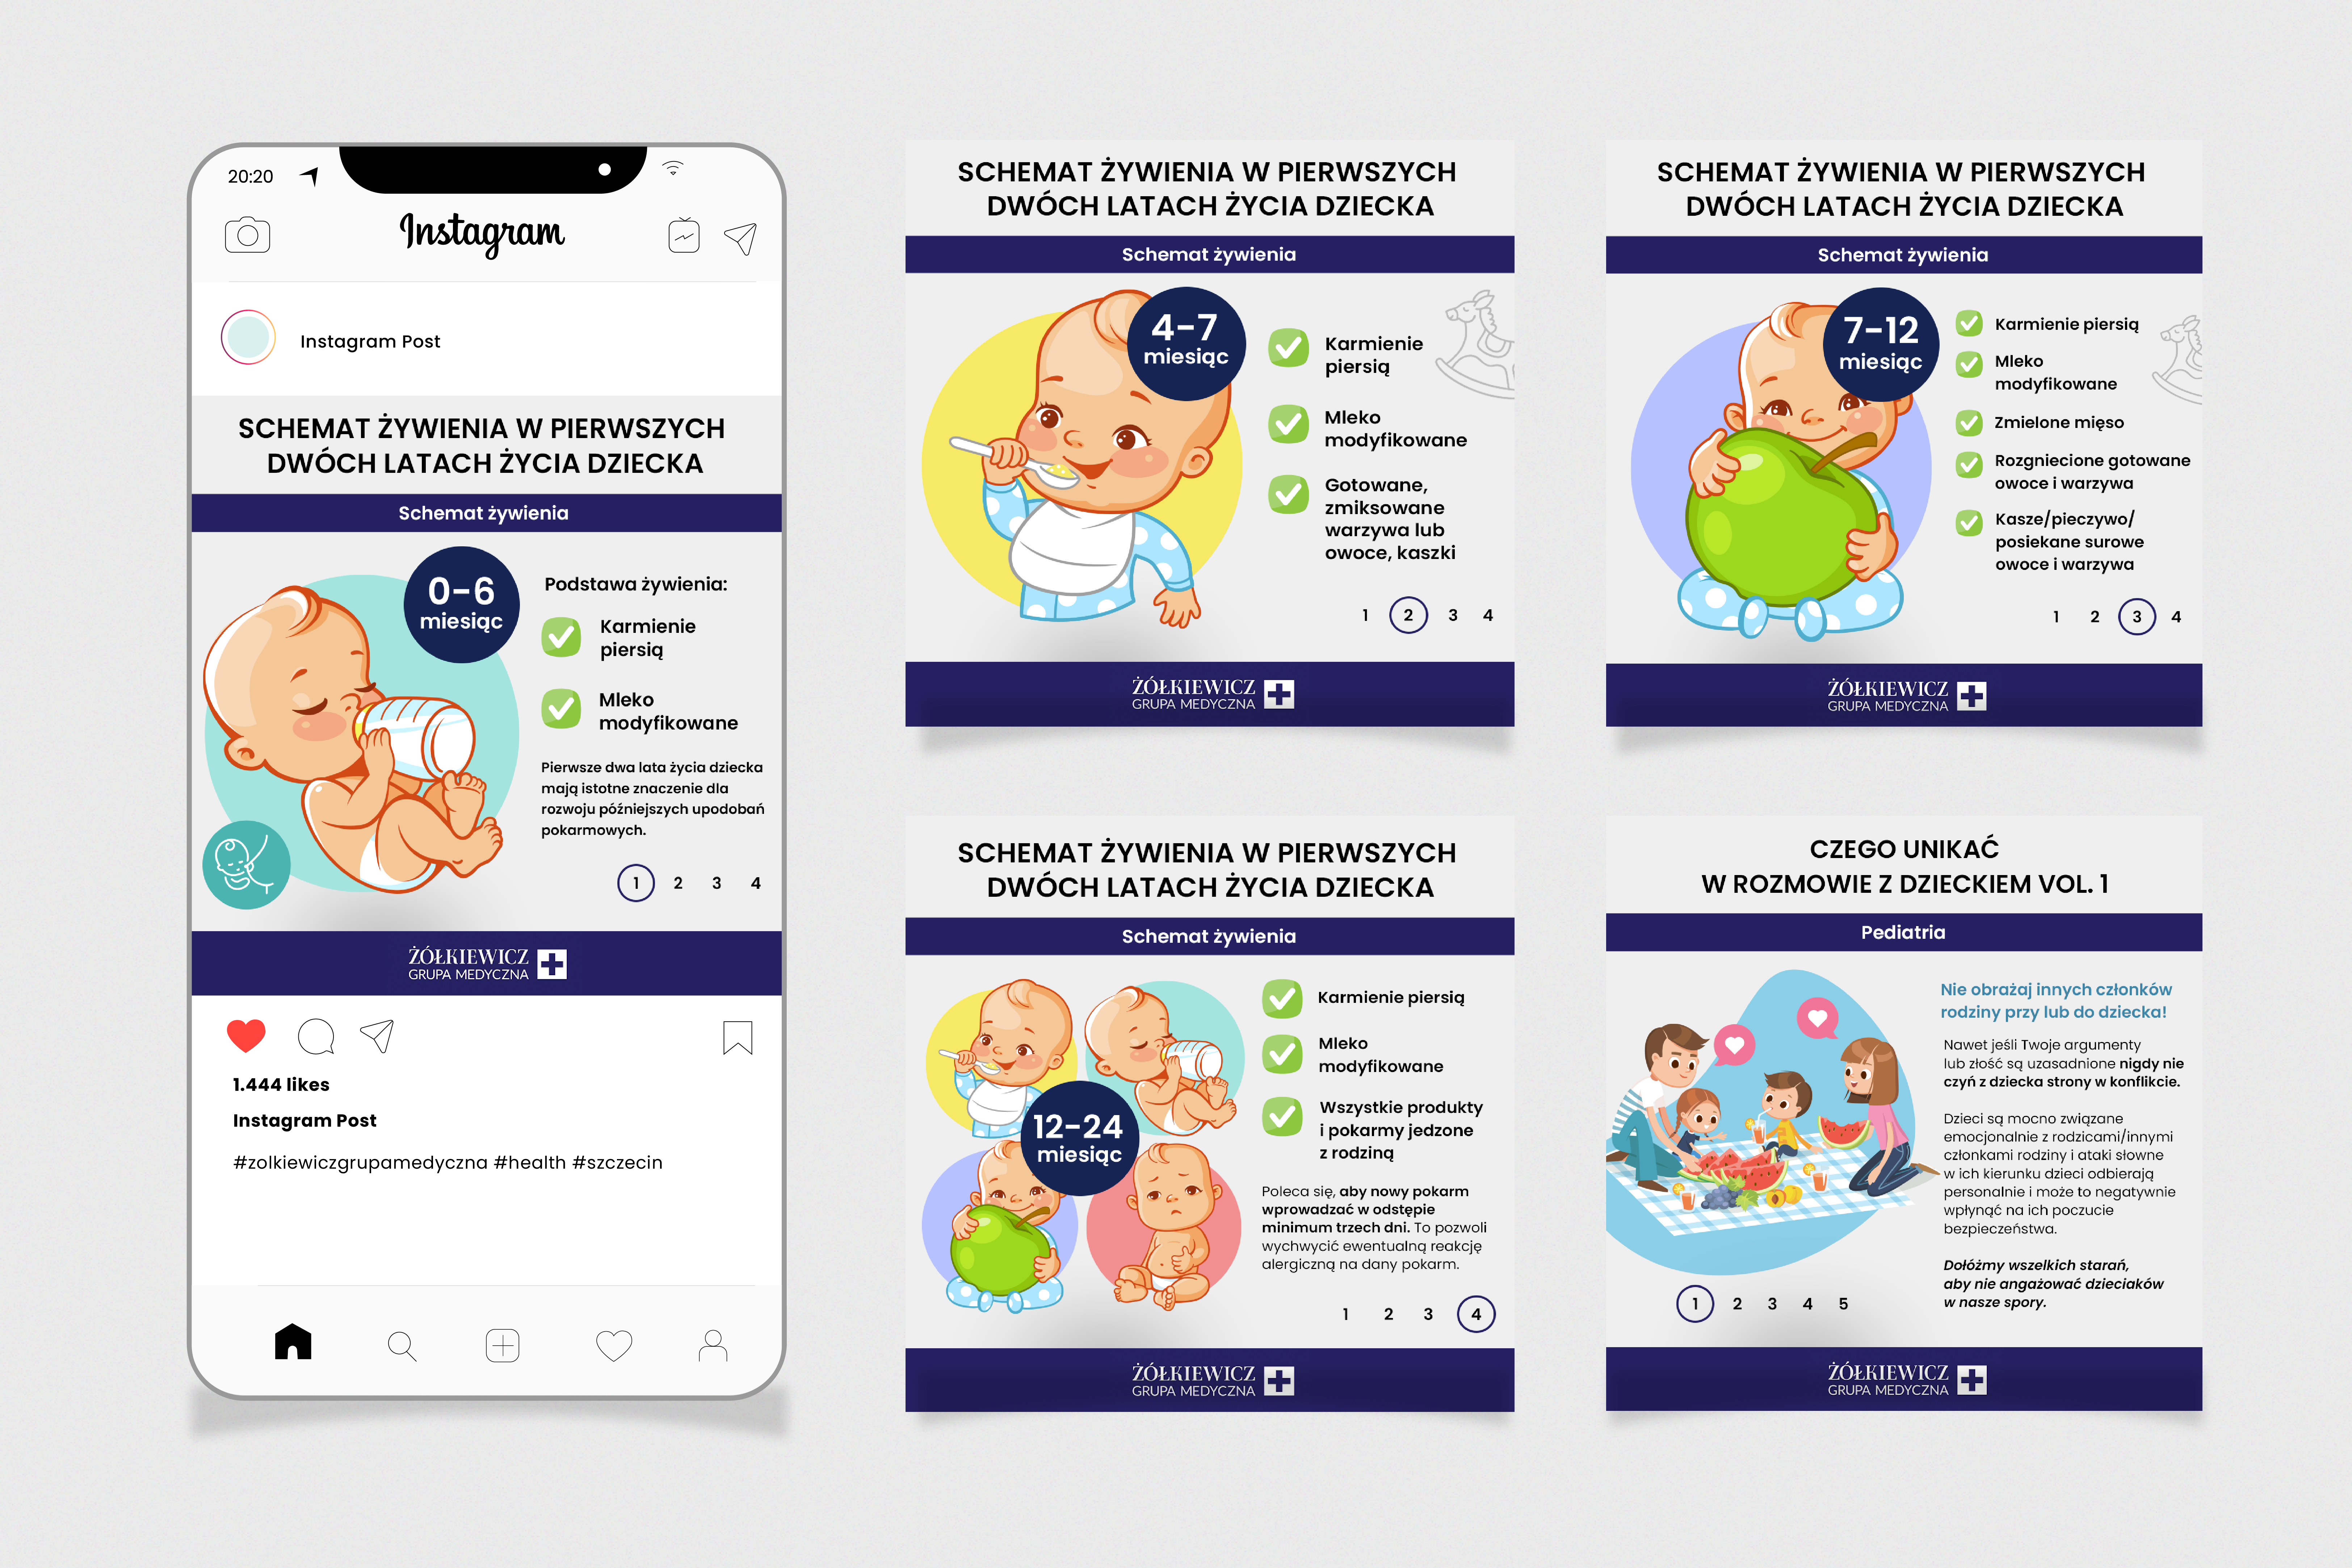 20:20
Instagram
Instagram Post
SCHEMAT ŻYWIENIA W PIERWSZYCH
DWÓCH LATACH ŻYCIA DZIECKA
Schemat żywienia
0-6
miesiąc
Podstawa żywienia:
Karmienie
piersią
Mleko
modyfikowane
Pierwsze dwa lata życia dziecka
mają istotne znaczenie dla
rozwoju późniejszych upodobań
pokarmowych.
1 2 3 4
ŻÓŁKIEWICZ
GRUPA MEDYCZNA
1.444 likes
Instagram Post
#zolkiewiczgrupamedyczna #health #szczecin
SCHEMAT ŻYWIENIA W PIERWSZYCH
DWÓCH LATACH ŻYCIA DZIECKA
Schemat żywienia
4-7
miesiąc
Karmienie
piersią
Mleko
modyfikowane
Gotowane,
zmiksowane
warzywa lub
owoce, kaszki
1 2 3 4
ŻÓŁKIEWICZ
GRUPA MEDYCZNA
SCHEMAT ŻYWIENIA W PIERWSZYCH
DWÓCH LATACH ŻYCIA DZIECKA
Schemat żywienia
7-12
miesiąc
Karmienie piersią
Mleko
modyfikowane
Zmielone mięso
Rozgniecione gotowane
owoce i warzywa
Kasze/pieczywo/
posiekane surowe
owoce i warzywa
1 2 3 4
ŻÓŁKIEWICZ
GRUPA MEDYCZNA
SCHEMAT ŻYWIENIA W PIERWSZYCH
DWÓCH LATACH ŻYCIA DZIECKA
Schemat żywienia
12-24
miesiąc
Karmienie piersią
Mleko
modyfikowane
Wszystkie produkty
i pokarmy jedzone
z rodziną
Poleca się, aby nowy pokarm
wprowadzać w odstępie
minimum trzech dni. To pozwoli
wychwycić ewentualną reakcję
alergiczną na dany pokarm.
1 2 3 4
ŻÓŁKIEWICZ
GRUPA MEDYCZNA
CZEGO UNIKAĆ
W ROZMOWIE Z DZIECKIEM VOL. 1
Pediatria
Nie obrażaj innych członków
rodziny przy lub do dziecka!
Nawet jeśli Twoje argumenty
lub złość są uzasadnione nigdy nie
czyń z dziecka strony w konflikcie.
Dzieci są mocno związane
emocjonalnie z rodzicami/innymi
członkami rodziny i ataki słowne
w ich kierunku dzieci odbierają
personalnie i może to negatywnie
wpłynąć na ich poczucie
bezpieczeństwa.
Dołóżmy wszelkich starań,
aby nie angażować dzieciaków
w nasze spory.
1 2 3 4 5
ŻÓŁKIEWICZ
GRUPA MEDYCZNA